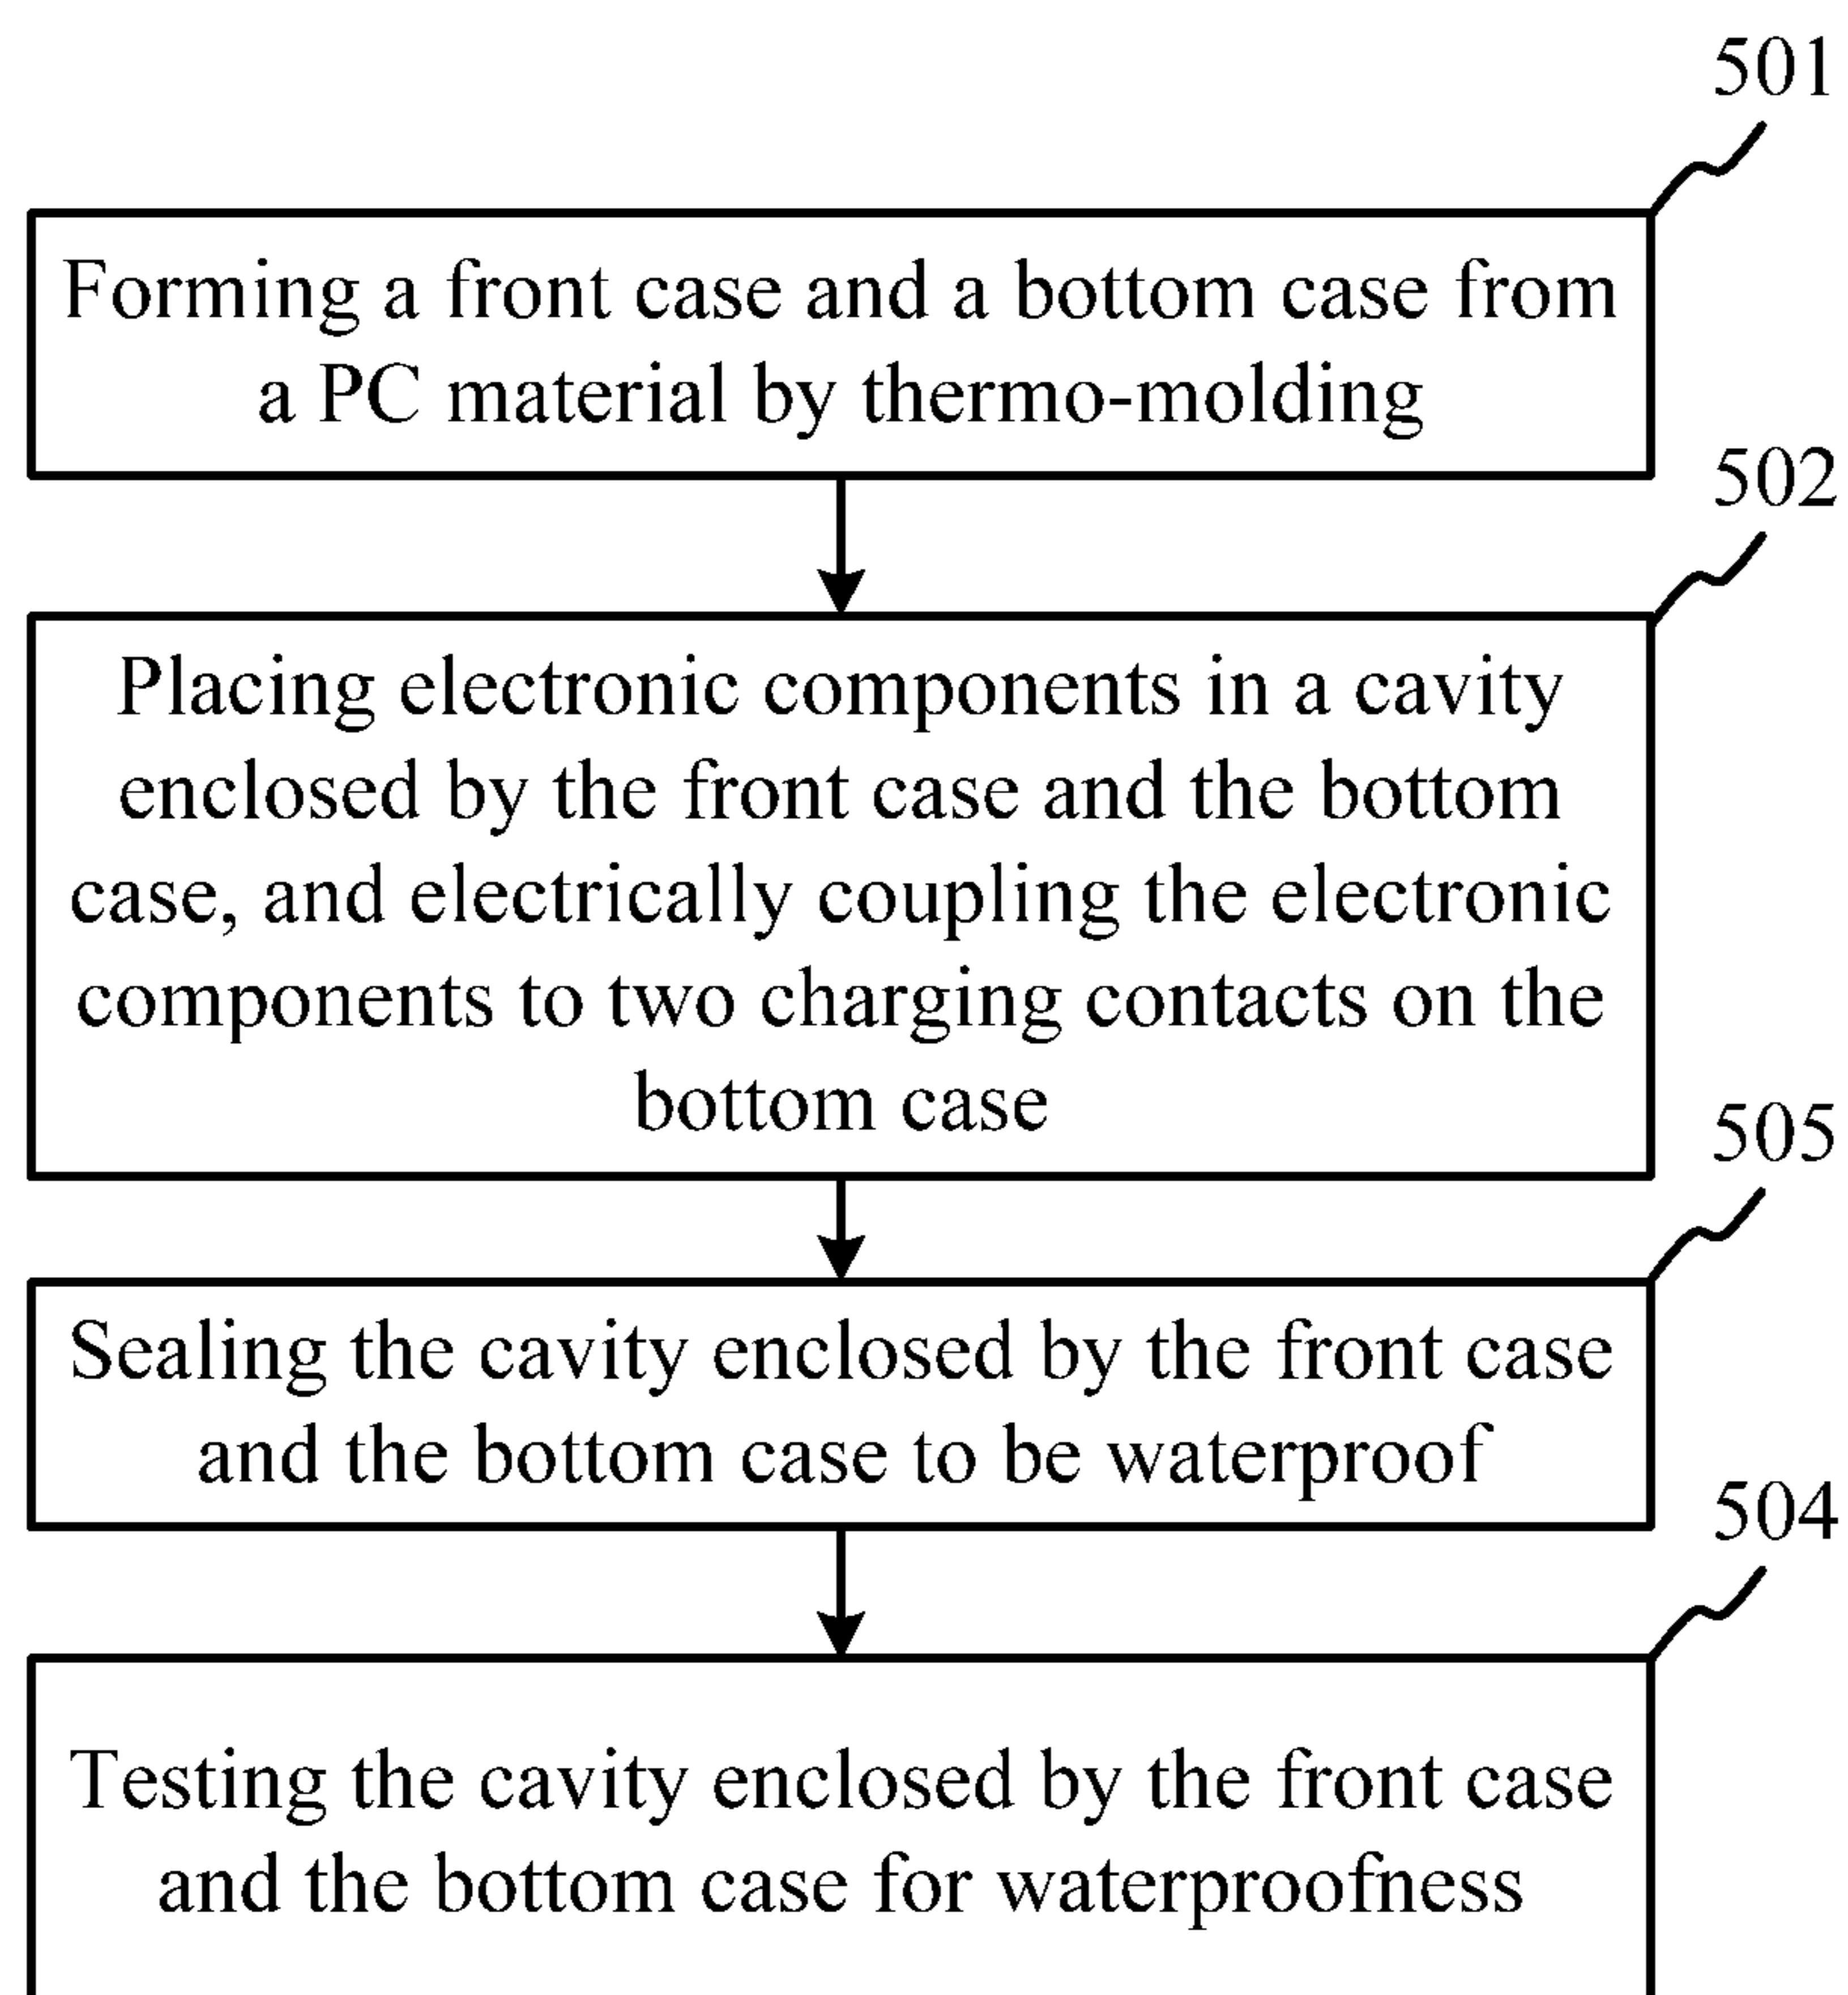 501
Forming a front case and a bottom case from
a PC material by thermo-molding
502
Placing electronic components in a cavity
enclosed by the front case and the bottom
case, and electrically coupling the electronic
components to two charging contacts on the
bottom case
505
Sealing the cavity enclosed by the front case
and the bottom case to be waterproof
504
Testing the cavity enclosed by the front case
and the bottom case for waterproofness